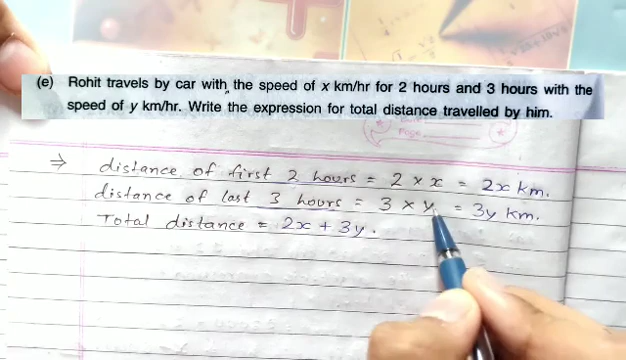 (e) Rohit travels by car with the speed of x km/hr for 2 hours and 3 hours with the
speed of y km/hr. Write the expression for total distance travelled by him.
Page
⇒ distance of first 2 hours = 2 × x = 2x km.
distance of last 3 hours = 3 × y = 3y km.
Total distance = 2x + 3y.